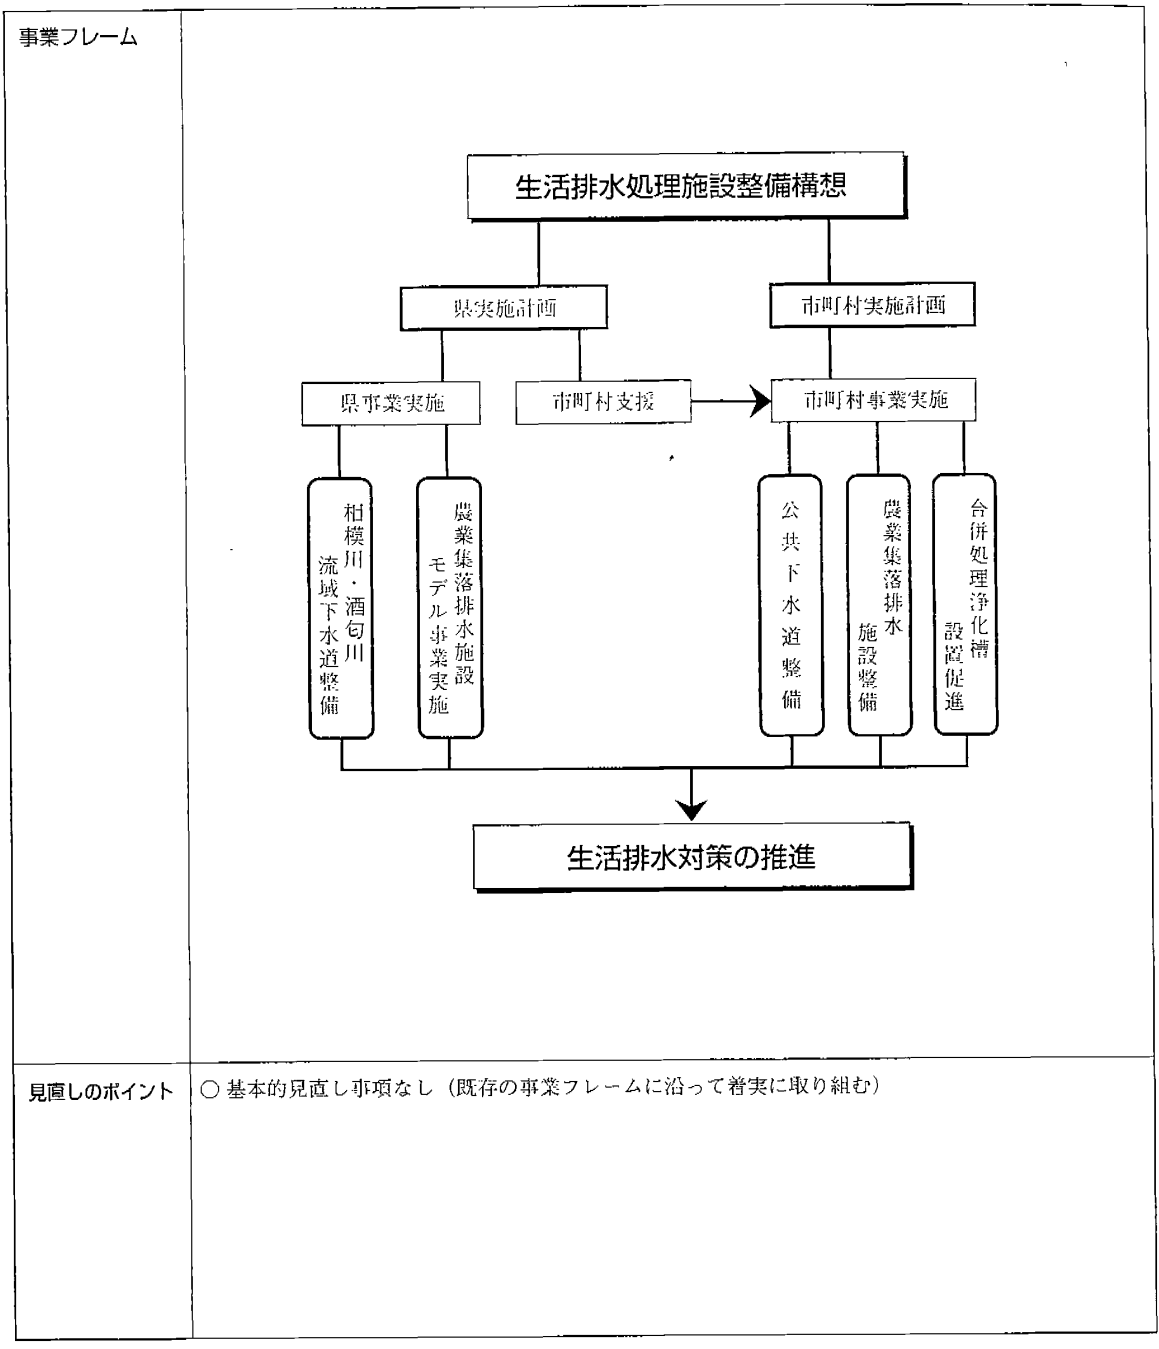 事業フレーム
生活排水処理施設整備構想
県実施計画
市町村実施計画
県事業実施
市町村支援
市町村事業実施
相模川・酒匂川
流域下水道整備
農業集落排水施設
モデル事業実施
公共下水道整備
農業集落排水
施設整備
合併処理浄化槽
設置促進
生活排水対策の推進
見直しのポイント
○ 基本的見直し事項なし（既存の事業フレームに沿って着実に取り組む）